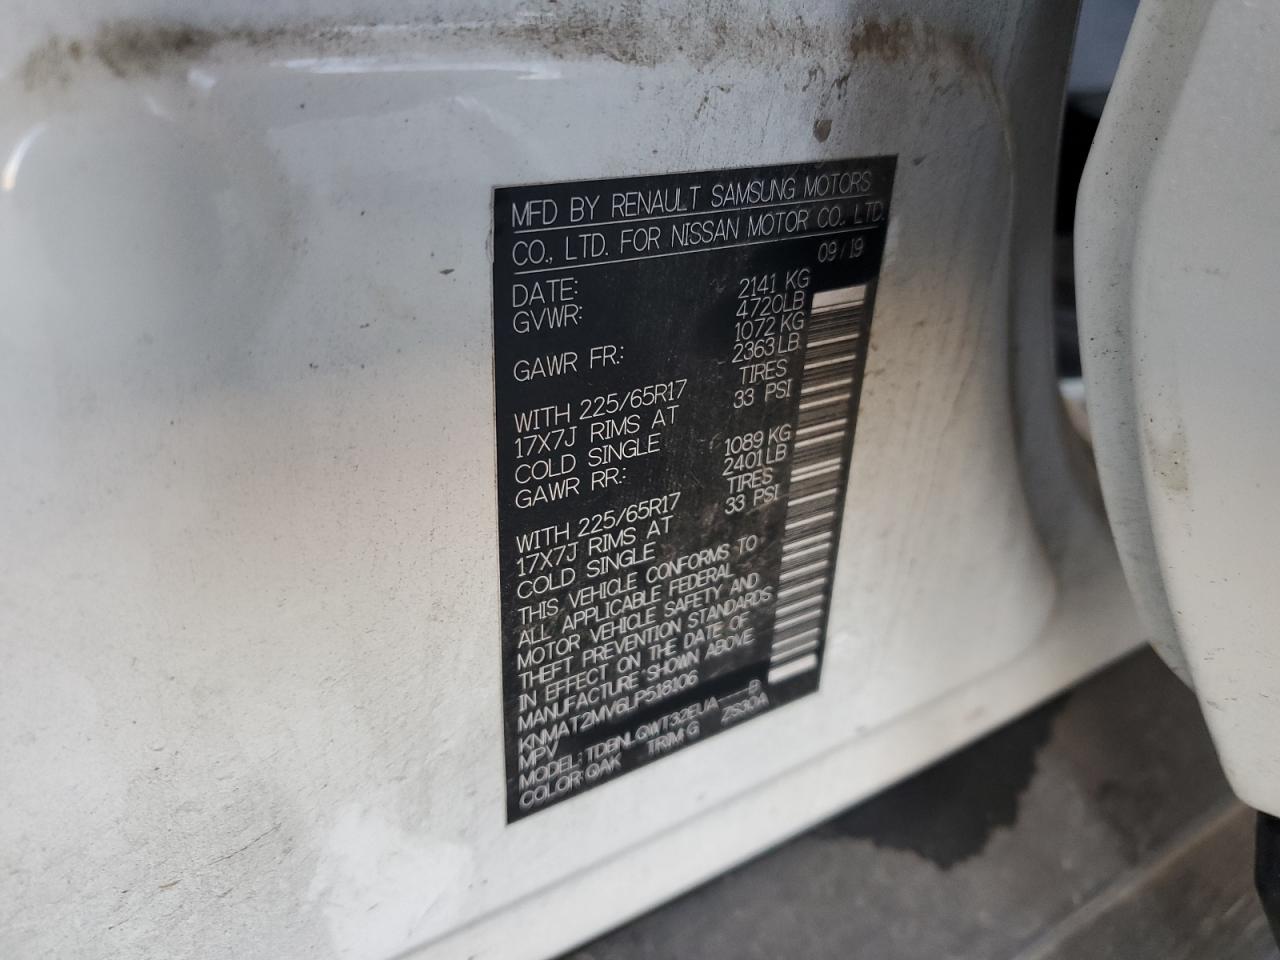 MFD BY RENAULT SAMSUNG MOTORS
CO., LTD. FOR NISSAN MOTOR CO., LTD.
DATE: 09/19
GVWR: 2141 KG
4720LB
GAWR FR: 1072 KG
2363 LB
WITH 225/65R17 TIRES
17X7J RIMS AT 33 PSI
COLD SINGLE
GAWR RR: 1089 KG
2401 LB
WITH 225/65R17 TIRES
17X7J RIMS AT 33 PSI
COLD SINGLE
THIS VEHICLE CONFORMS TO
ALL APPLICABLE FEDERAL
MOTOR VEHICLE SAFETY AND
THEFT PREVENTION STANDARDS
IN EFFECT ON THE DATE OF
MANUFACTURE SHOWN ABOVE
KNMAT2MV6LP518106
MPV
MODEL: TDBNLQWT32EUA----B
COLOR: QAK TRIM: G ZS30A